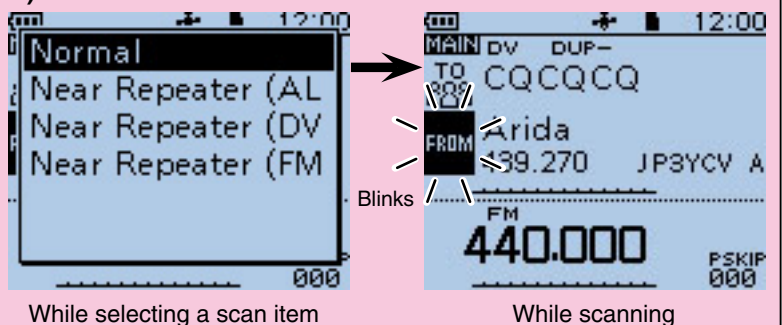 12:00
Normal
Near Repeater (AL
Near Repeater (DV
Near Repeater (FM
000
While selecting a scan item
12:00
MAIN DV DUP–
TO
CQCQCQ
FROM
Arida
439.270 JP3YCV A
Blinks
FM
440.000
PSKIP
000
While scanning